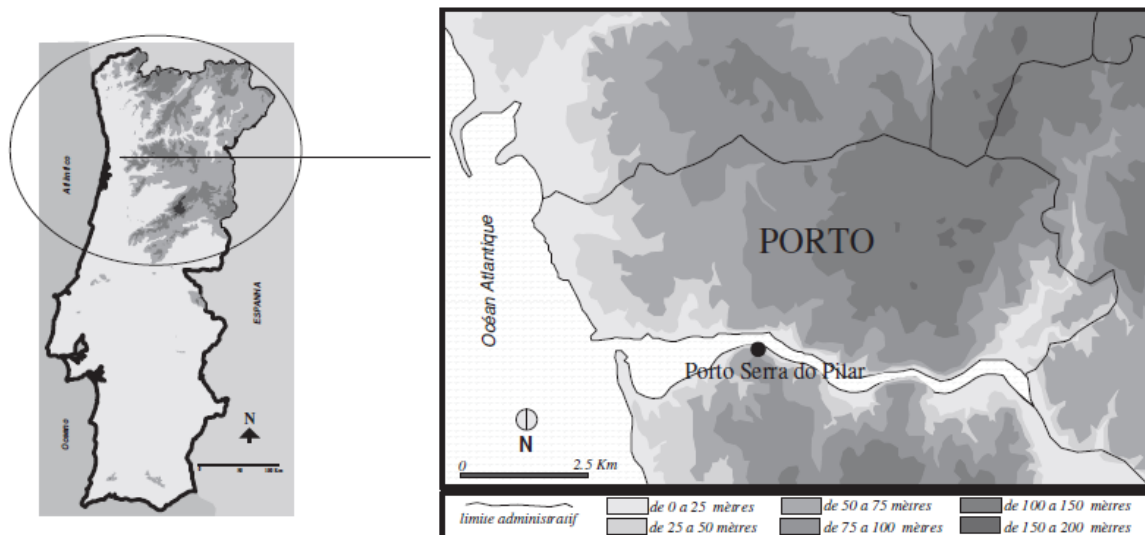 Atlântico
ESPANHA
Oceano
N
Océan Atlantique
PORTO
Porto Serra do Pilar
N
0 2.5 Km
limite administratif
de 0 a 25 mètres
de 25 a 50 mètres
de 50 a 75 mètres
de 75 a 100 mètres
de 100 a 150 mètres
de 150 a 200 mètres